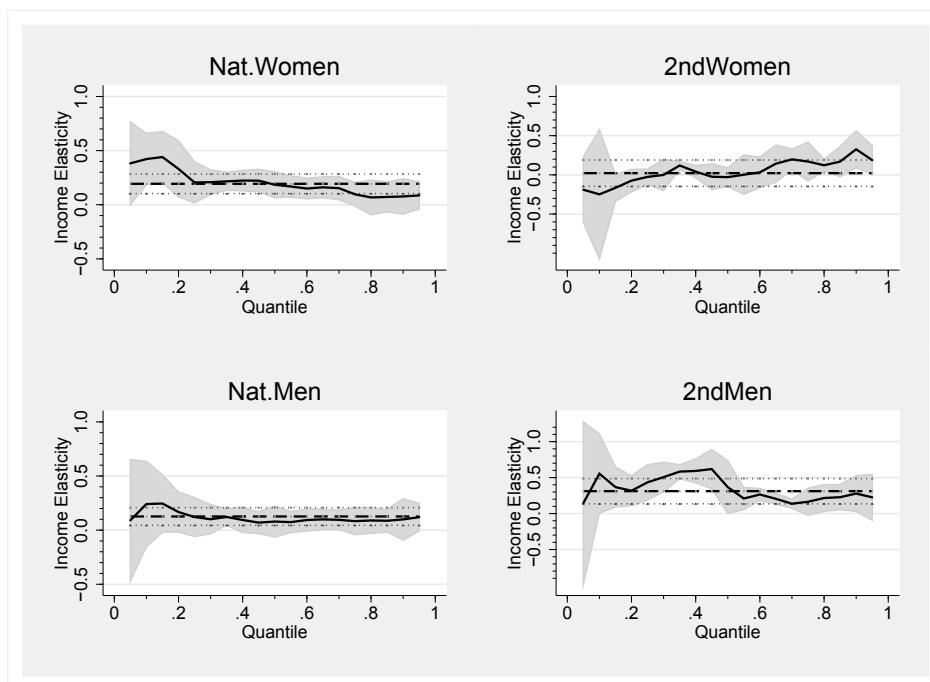 Nat.Women
Income Elasticity
1.0
0.5
0.0
−0.5
0 .2 .4 .6 .8 1
Quantile
2ndWomen
Income Elasticity
1.0
0.5
0.0
−0.5
0 .2 .4 .6 .8 1
Quantile
Nat.Men
Income Elasticity
1.0
0.5
0.0
−0.5
0 .2 .4 .6 .8 1
Quantile
2ndMen
Income Elasticity
1.0
0.5
0.0
−0.5
0 .2 .4 .6 .8 1
Quantile